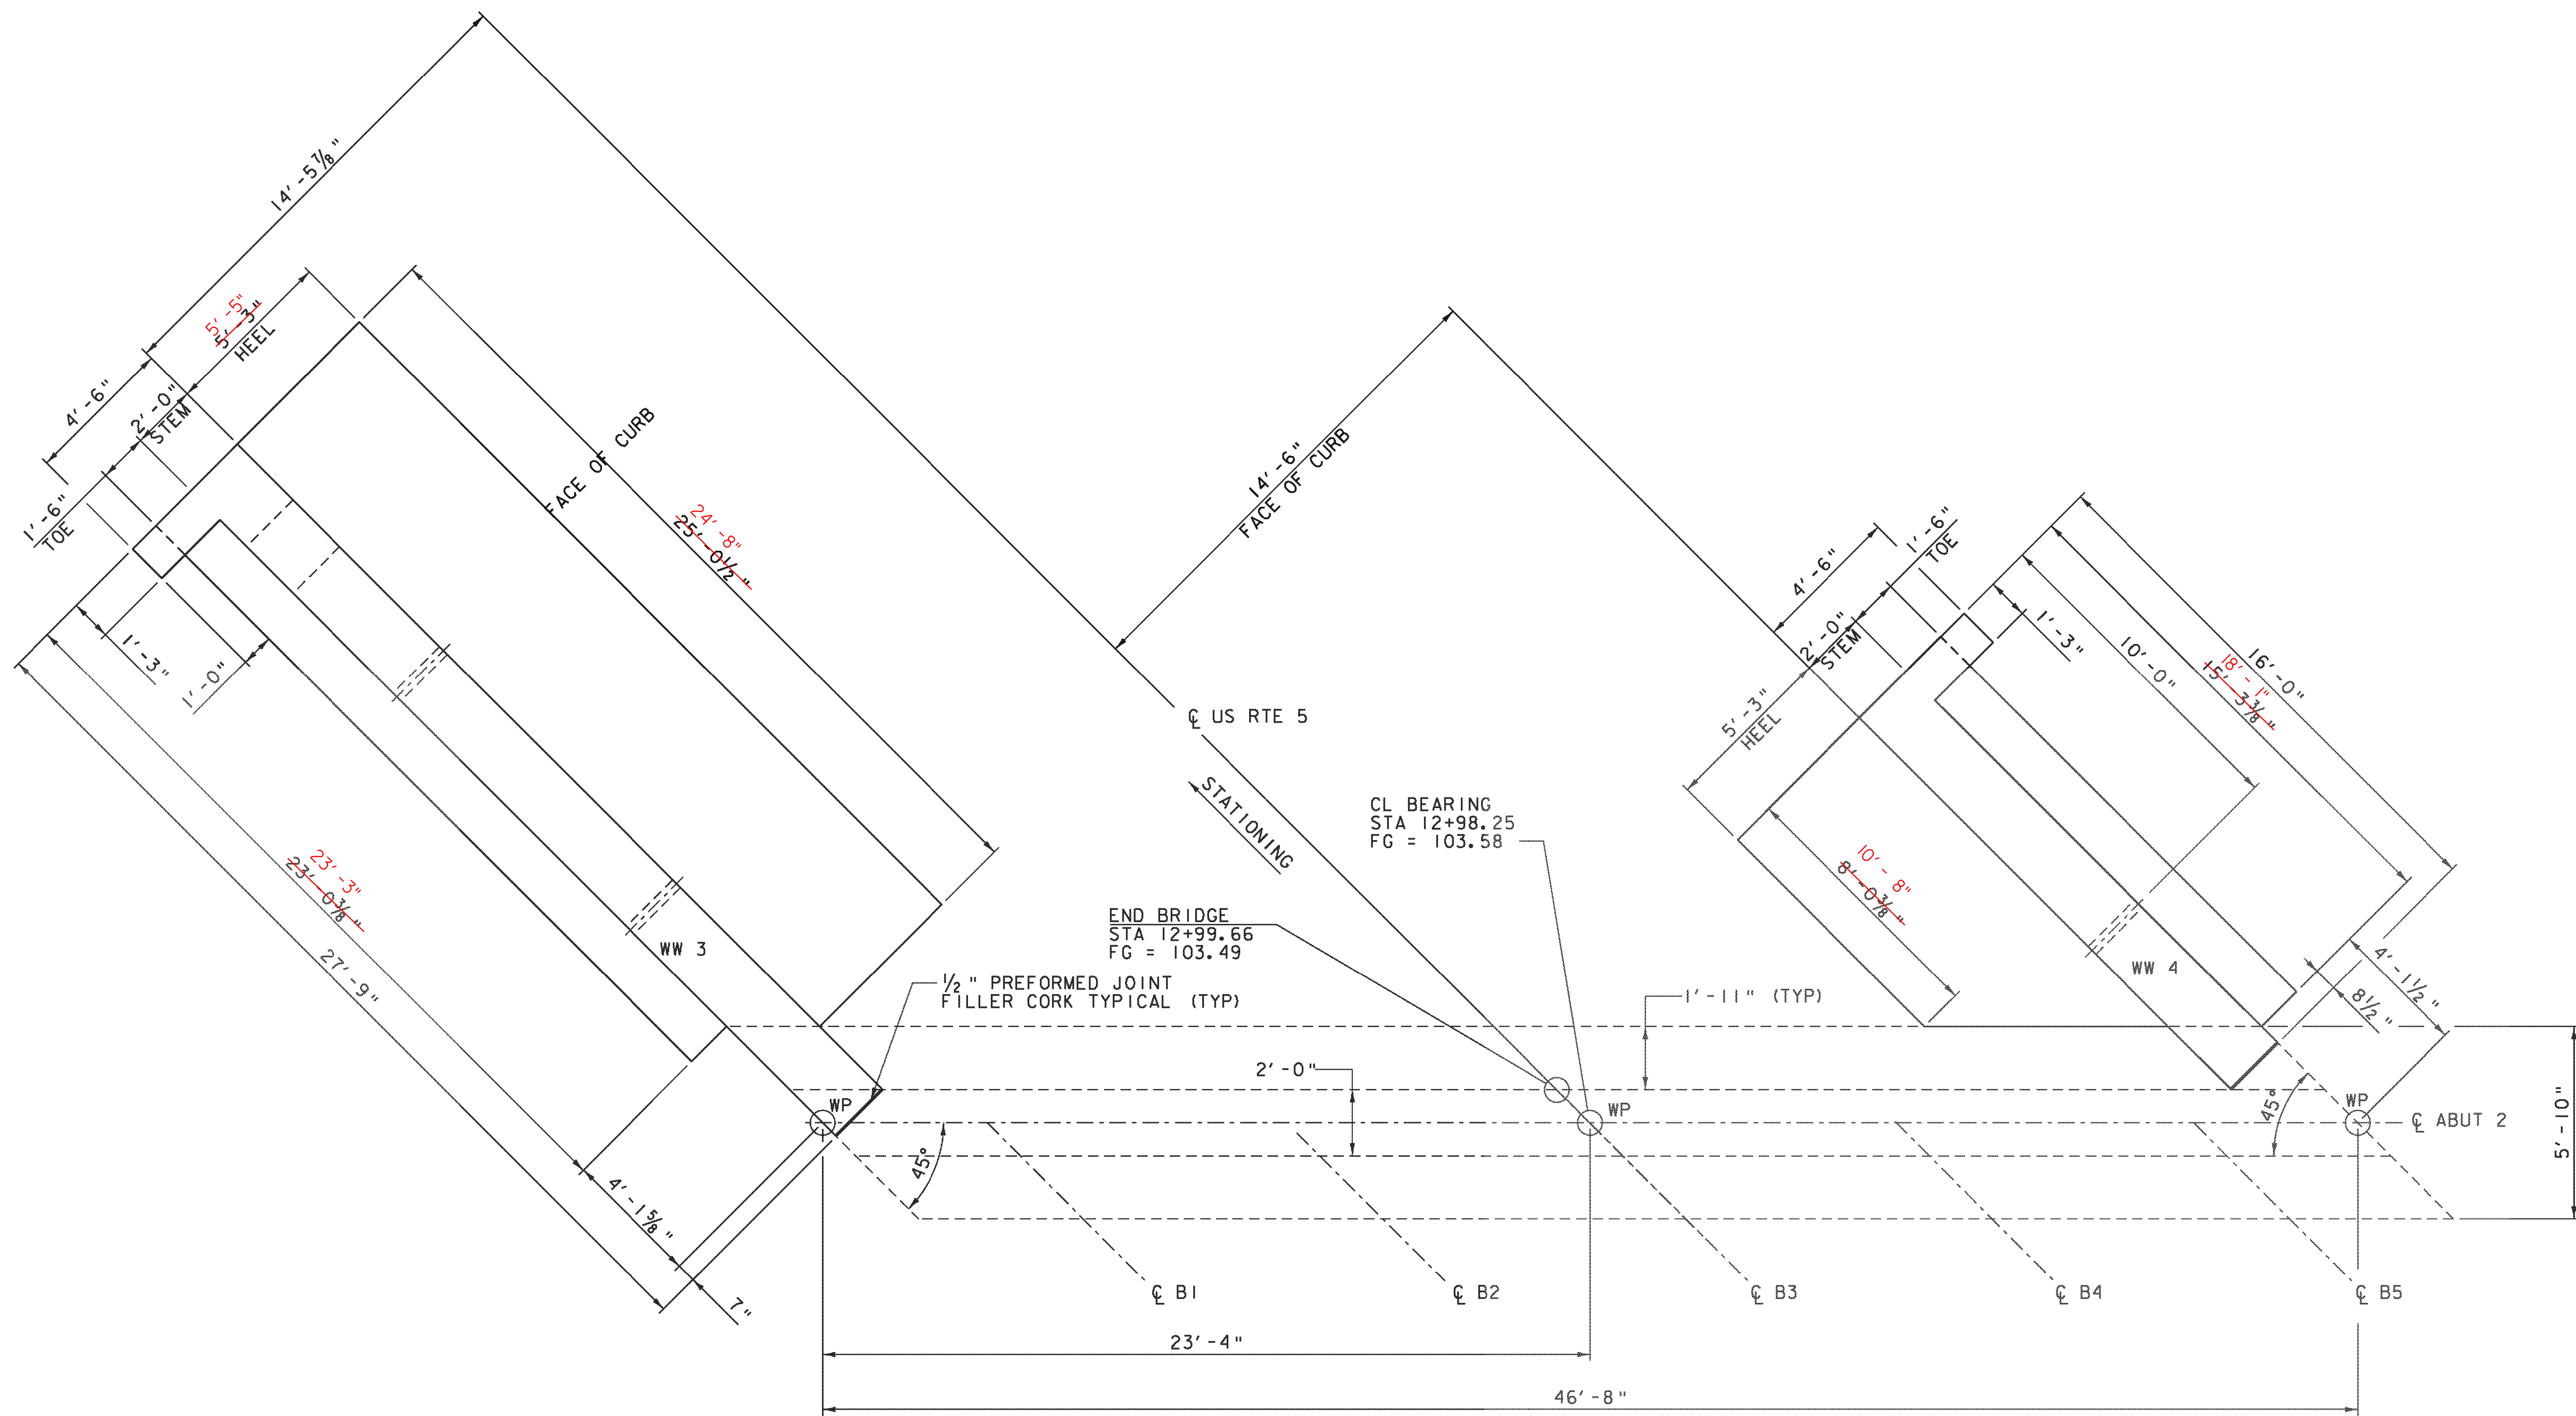 14'-5⅞"
5'-5"
5'-3"
HEEL
4'-6"
2'-0"
STEM
1'-6"
TOE
FACE OF CURB
24'-8"
25'-0½"
14'-6"
FACE OF CURB
1'-6"
TOE
4'-6"
2'-0"
STEM
5'-3"
HEEL
1'-3"
10'-0"
16'-0"
18'-1"
15'-3⅜"
1'-3"
1'-0"
℄ US RTE 5
STATIONING
CL BEARING
STA 12+98.25
FG = 103.58
10'-8"
8'-0⅜"
23'-3"
23'-0⅜"
27'-9"
WW 3
END BRIDGE
STA 12+99.66
FG = 103.49
½" PREFORMED JOINT
FILLER CORK TYPICAL (TYP)
WW 4
4'-1½"
8½"
1'-11" (TYP)
2'-0"
WP
WP
WP
℄ ABUT 2
45°
45°
5'-10"
4'-1⅝"
7"
℄ B1
℄ B2
℄ B3
℄ B4
℄ B5
23'-4"
46'-8"